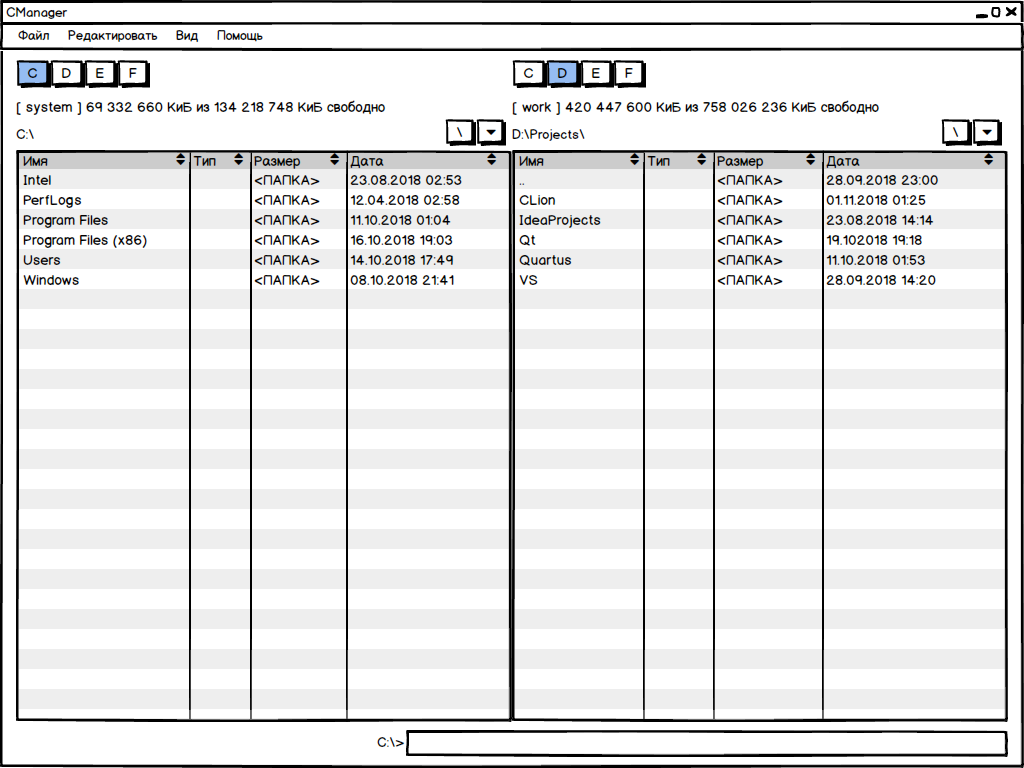 CManager
Файл Редактировать Вид Помощь
C D E F
[ system ] 69 332 660 КиБ из 134 218 748 КиБ свободно
C:\ \
Имя Тип Размер Дата
Intel <ПАПКА> 23.08.2018 02:53
PerfLogs <ПАПКА> 12.04.2018 02:58
Program Files <ПАПКА> 11.10.2018 01:04
Program Files (x86) <ПАПКА> 16.10.2018 19:03
Users <ПАПКА> 14.10.2018 17:49
Windows <ПАПКА> 08.10.2018 21:41
C D E F
[ work ] 420 447 600 КиБ из 758 026 236 КиБ свободно
D:\Projects\ \
Имя Тип Размер Дата
.. <ПАПКА> 28.09.2018 23:00
CLion <ПАПКА> 01.11.2018 01:25
IdeaProjects <ПАПКА> 23.08.2018 14:14
Qt <ПАПКА> 19.102018 19:18
Quartus <ПАПКА> 11.10.2018 01:53
VS <ПАПКА> 28.09.2018 14:20
C:\>